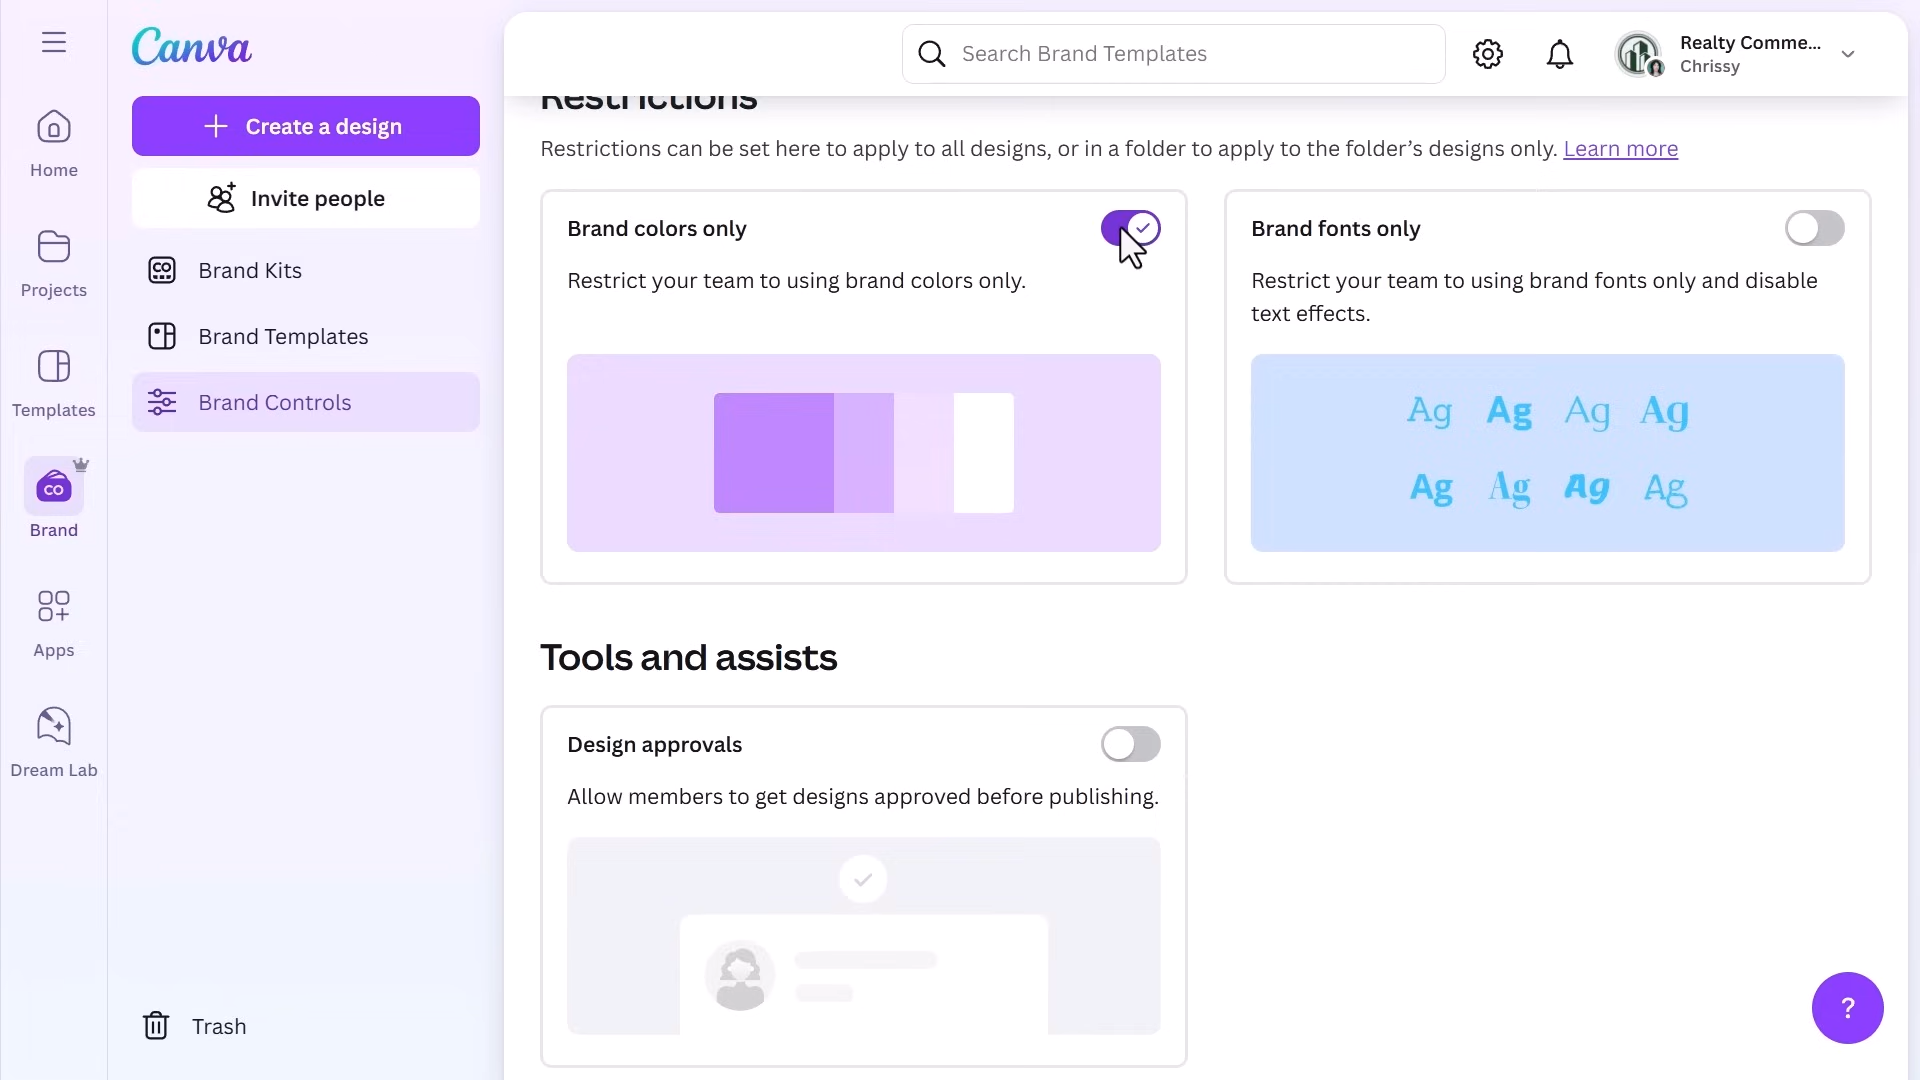 Canva
Search Brand Templates
Realty Comme...
Chrissy
Create a design
Invite people
Home
Projects
Templates
CO
Brand
Apps
Dream Lab
CO
Brand Kits
Brand Templates
Brand Controls
Trash
Restrictions
Restrictions can be set here to apply to all designs, or in a folder to apply to the folder’s designs only. Learn more
Brand colors only
Restrict your team to using brand colors only.
Brand fonts only
Restrict your team to using brand fonts only and disable
text effects.
Ag Ag Ag Ag
Ag Ag Ag Ag
Tools and assists
Design approvals
Allow members to get designs approved before publishing.
?